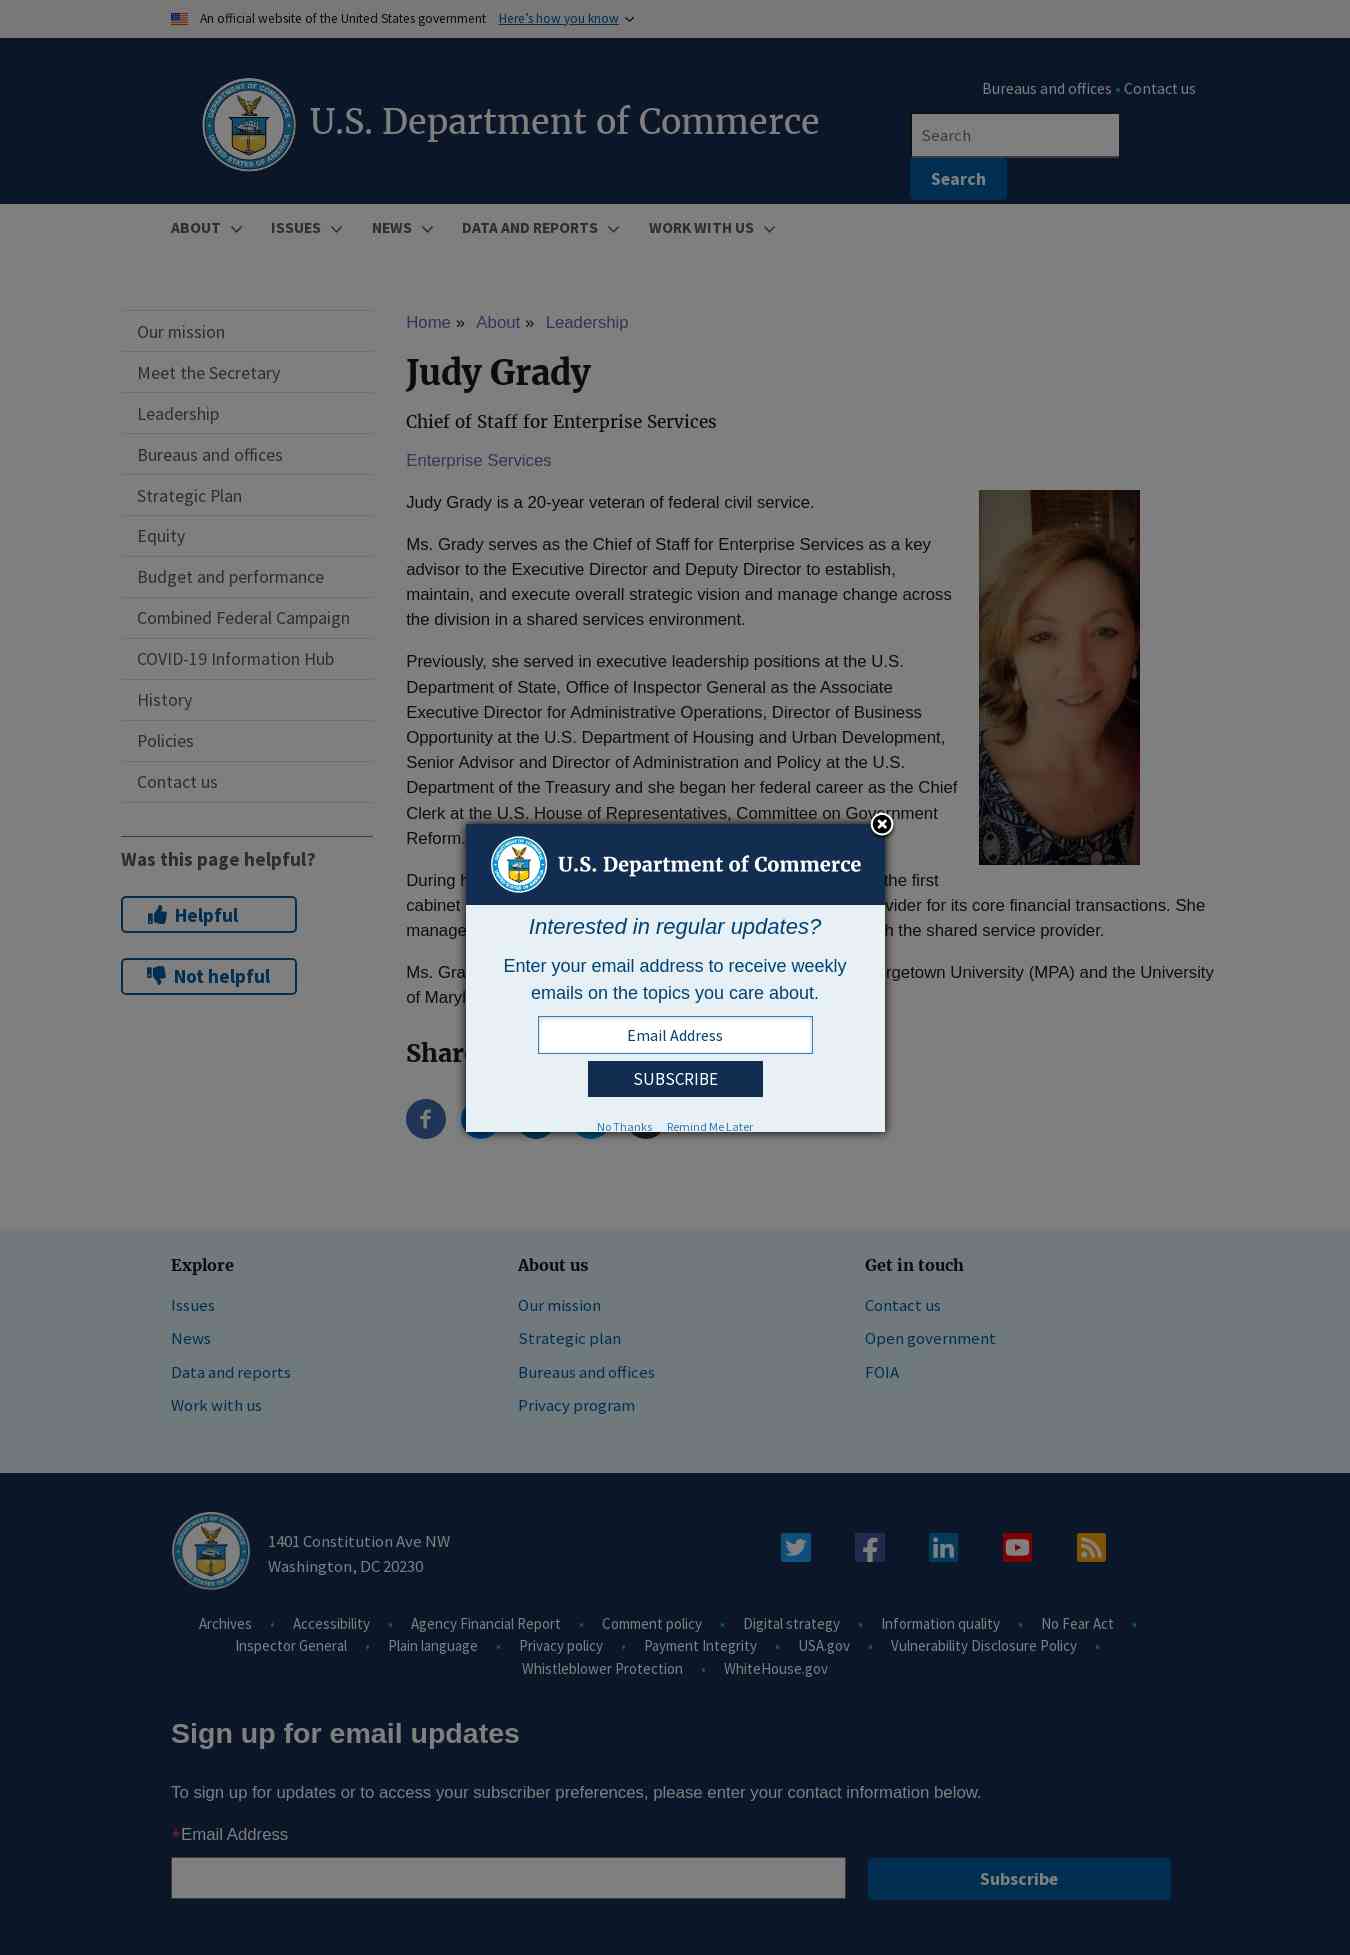 An official website of the United States government Here's how you know
U.S. Department of Commerce
Bureaus and offices • Contact us
Search
Search
ABOUT ISSUES NEWS DATA AND REPORTS WORK WITH US
Our mission
Meet the Secretary
Leadership
Bureaus and offices
Strategic Plan
Equity
Budget and performance
Combined Federal Campaign
COVID-19 Information Hub
History
Policies
Contact us
Was this page helpful?
Helpful
Not helpful
Home » About » Leadership
Judy Grady
Chief of Staff for Enterprise Services
Enterprise Services
Judy Grady is a 20-year veteran of federal civil service.
Ms. Grady serves as the Chief of Staff for Enterprise Services as a key
advisor to the Executive Director and Deputy Director to establish,
maintain, and execute overall strategic vision and manage change across
the division in a shared services environment.
Previously, she served in executive leadership positions at the U.S.
Department of State, Office of Inspector General as the Associate
Executive Director for Administrative Operations, Director of Business
Opportunity at the U.S. Department of Housing and Urban Development,
Senior Advisor and Director of Administration and Policy at the U.S.
Department of the Treasury and she began her federal career as the Chief
Clerk at the U.S. House of Representatives, Committee on Government
Reform.
During the first
cabinet for its core financial transactions. She
the shared service provider.
Ms. University (MPA) and the University
of
U.S. Department of Commerce
Interested in regular updates?
Enter your email address to receive weekly
emails on the topics you care about.
Email Address
SUBSCRIBE
No Thanks Remind Me Later
Explore
Issues
News
Data and reports
Work with us
About us
Our mission
Strategic plan
Bureaus and offices
Privacy program
Get in touch
Contact us
Open government
FOIA
1401 Constitution Ave NW
Washington, DC 20230
Archives • Accessibility • Agency Financial Report • Comment policy • Digital strategy • Information quality • No Fear Act •
Inspector General • Plain language • Privacy policy • Payment Integrity • USA.gov • Vulnerability Disclosure Policy •
Whistleblower Protection • WhiteHouse.gov
Sign up for email updates
To sign up for updates or to access your subscriber preferences, please enter your contact information below.
*Email Address
Subscribe